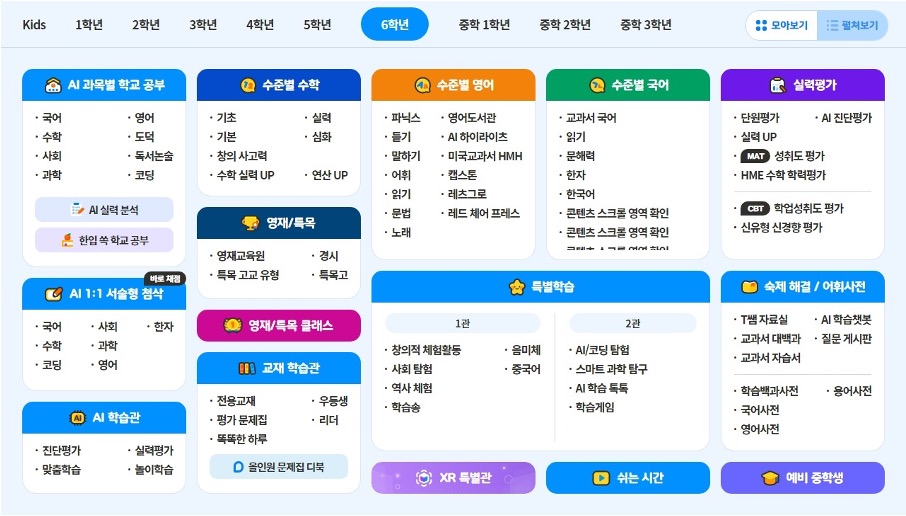 Kids 1학년 2학년 3학년 4학년 5학년 6학년 중학 1학년 중학 2학년 중학 3학년 모아보기 펼쳐보기
AI 과목별 학교 공부
· 국어 · 영어
· 수학 · 도덕
· 사회 · 독서논술
· 과학 · 코딩
AI 실력 분석
한입 쏙 학교 공부
바로 채점
AI 1:1 서술형 첨삭
· 국어 · 사회 · 한자
· 수학 · 과학
· 코딩 · 영어
AI 학습관
· 진단평가 · 실력평가
· 맞춤학습 · 놀이학습
수준별 수학
· 기초 · 실력
· 기본 · 심화
· 창의 사고력
· 수학 실력 UP · 연산 UP
영재/특목
· 영재교육원 · 경시
· 특목 고교 유형 · 특목고
영재/특목 클래스
교재 학습관
· 전용교재 · 우등생
· 평가 문제집 · 리더
· 똑똑한 하루
올인원 문제집 디북
수준별 영어
· 파닉스 · 영어도서관
· 듣기 · AI 하이라이츠
· 말하기 · 미국교과서 HMH
· 어휘 · 캡스톤
· 읽기 · 레츠그로
· 문법 · 레드 체어 프레스
· 노래
수준별 국어
· 교과서 국어
· 읽기
· 문해력
· 한자
· 한국어
· 콘텐츠 스크롤 영역 확인
· 콘텐츠 스크롤 영역 확인
· 콘텐츠 스크롤 영역 확인
특별학습
1관
· 창의적 체험활동 · 음미체
· 사회 탐험 · 중국어
· 역사 체험
· 학습송
2관
· AI/코딩 탐험
· 스마트 과학 탐구
· AI 학습 톡톡
· 학습게임
XR 특별관
쉬는 시간
실력평가
· 단원평가 · AI 진단평가
· 실력 UP
· MAT 성취도 평가
· HME 수학 학력평가
· CBT 학업성취도 평가
· 신유형 신경향 평가
숙제 해결 / 어휘사전
· T쌤 자료실 · AI 학습챗봇
· 교과서 대백과 · 질문 게시판
· 교과서 자습서
· 학습백과사전 · 용어사전
· 국어사전
· 영어사전
예비 중학생